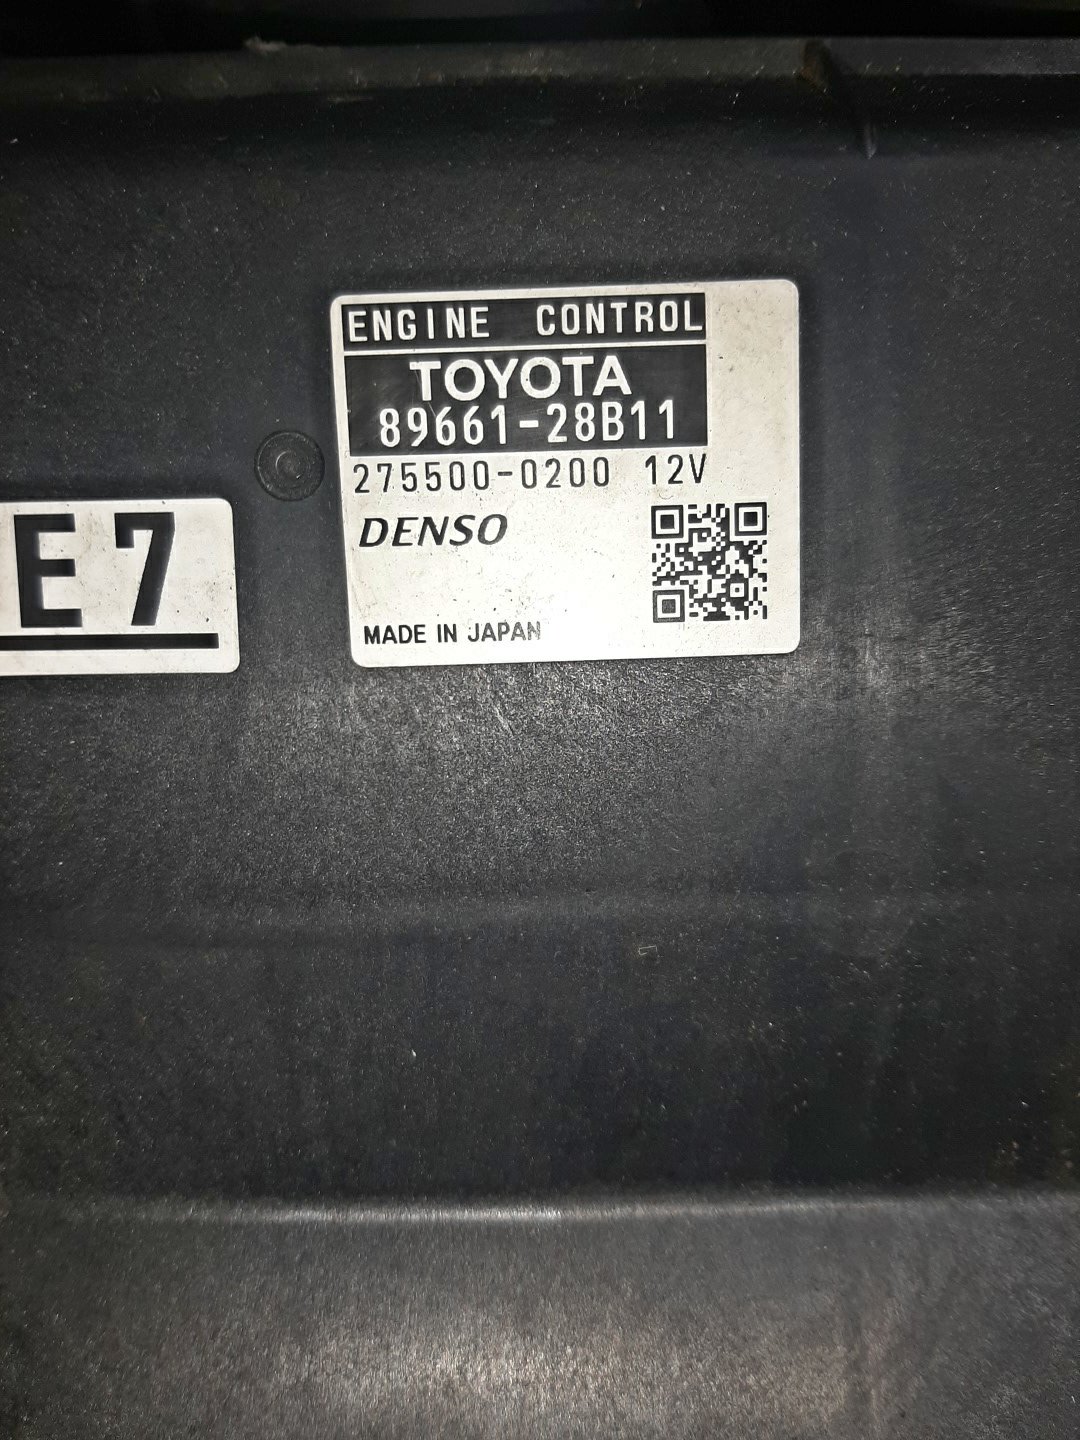 ENGINE CONTROL
TOYOTA
89661-28B11
275500-0200 12V
DENSO
MADE IN JAPAN
E7